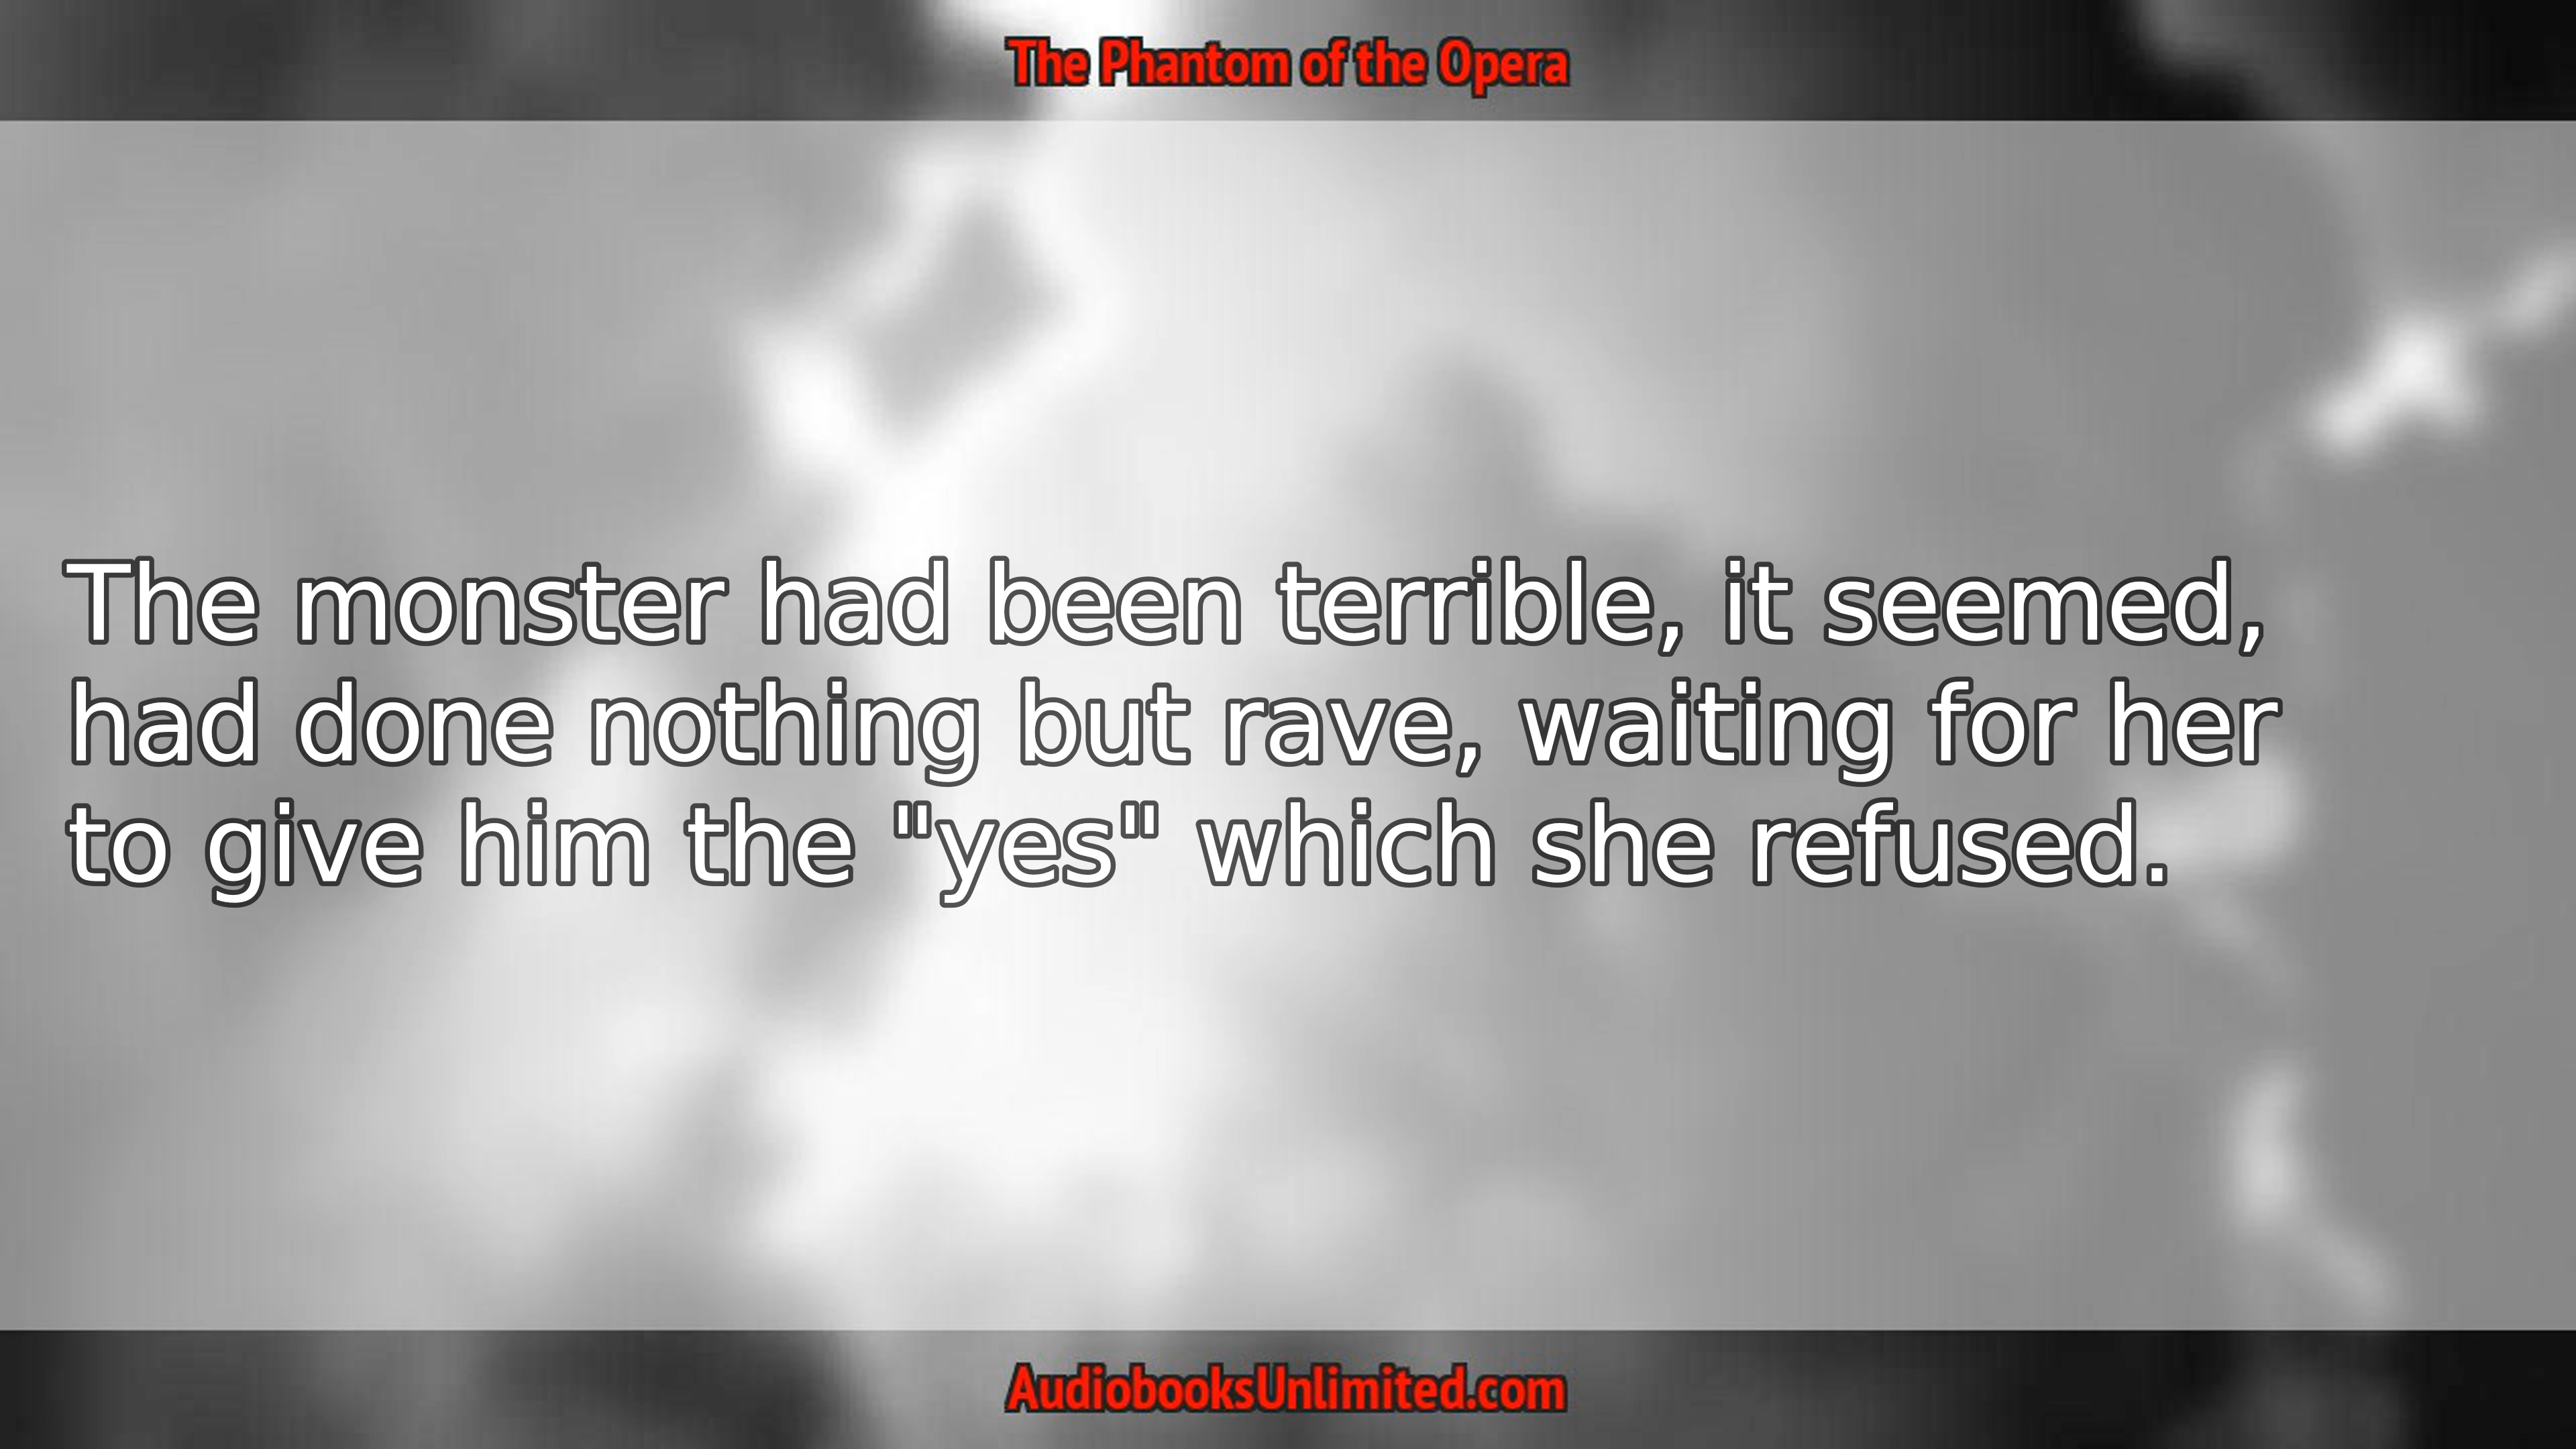 The Phantom of the Opera
The monster had been terrible, it seemed,
had done nothing but rave, waiting for her
to give him the "yes" which she refused.
AudiobooksUnlimited.com